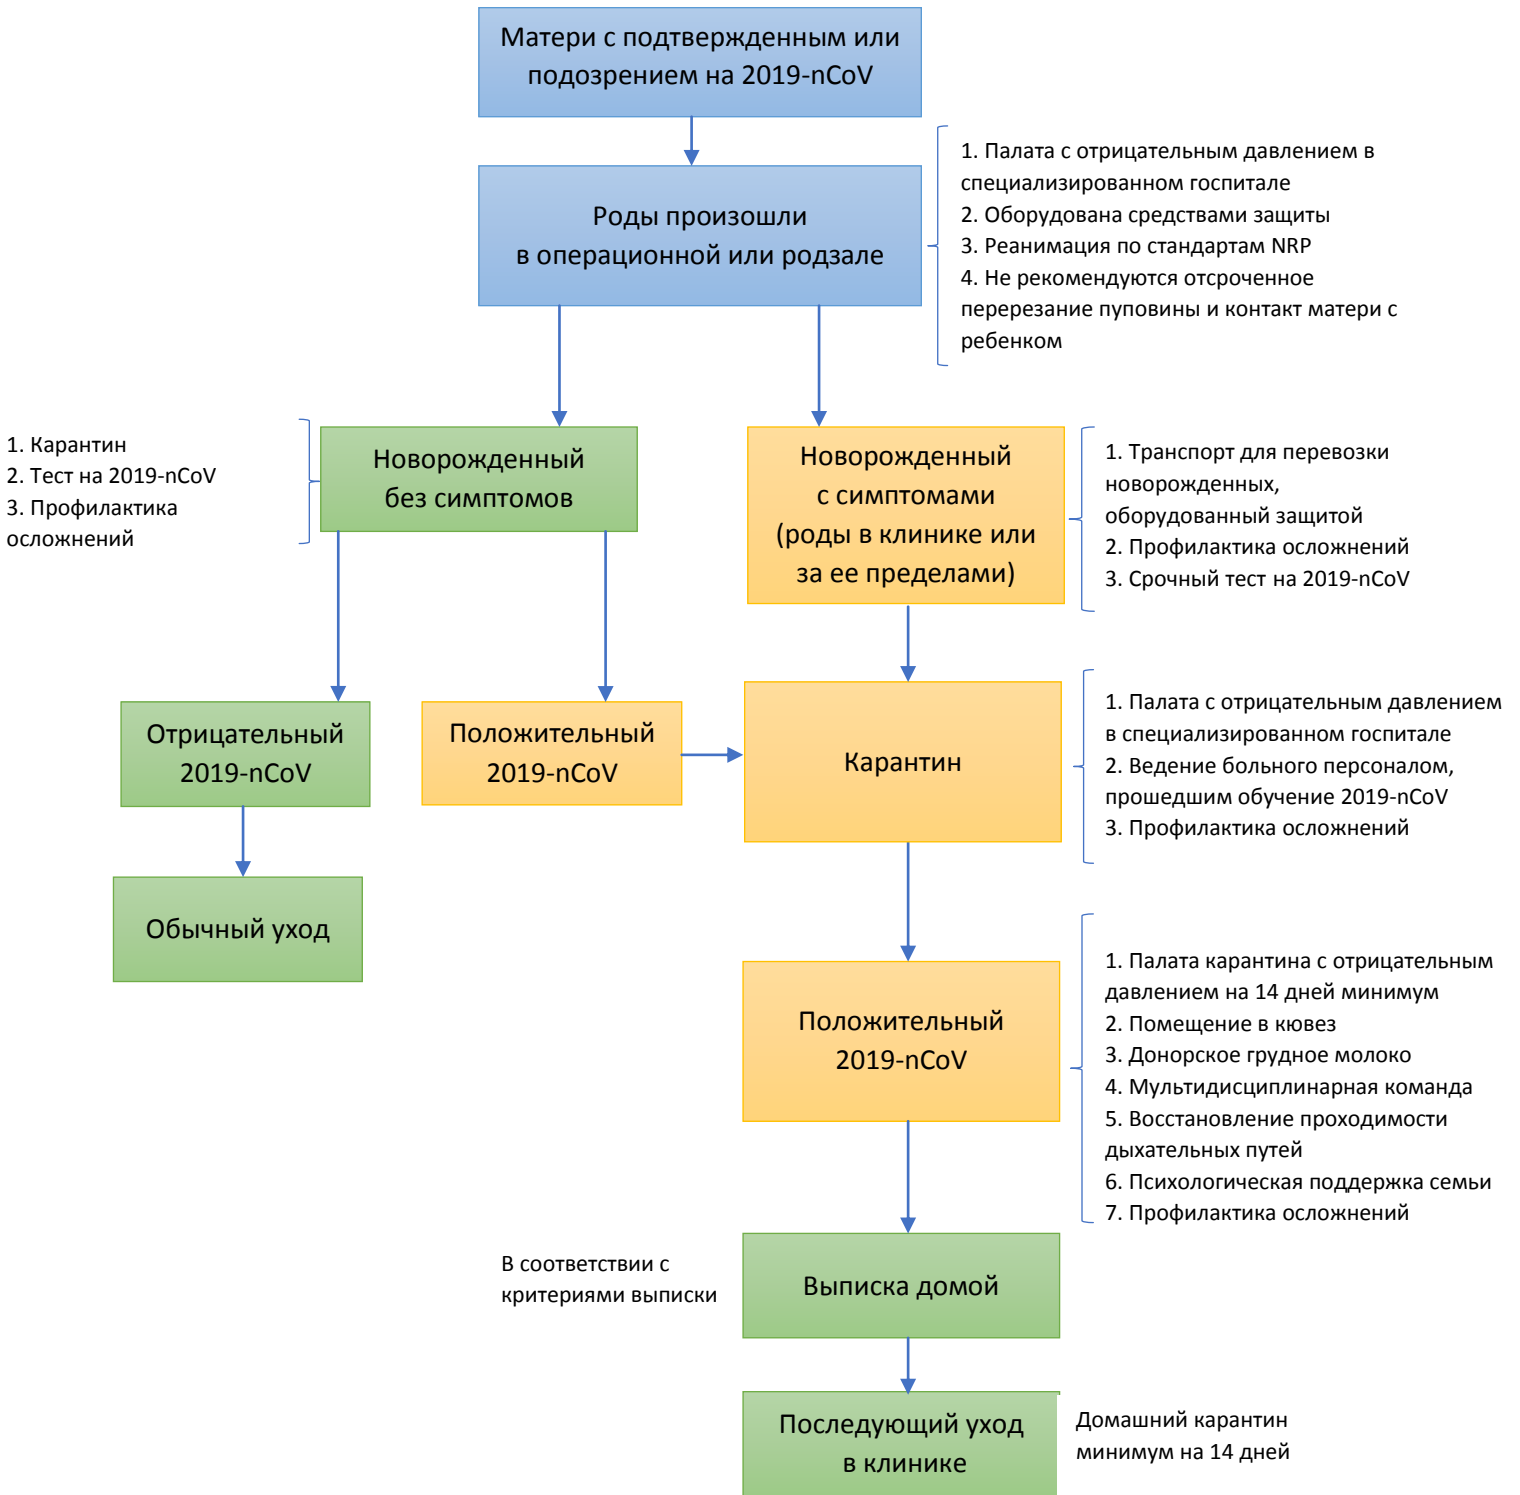 Матери с подтвержденным или
подозрением на 2019-nCoV
Роды произошли
в операционной или родзале
1. Палата с отрицательным давлением в
специализированном госпитале
2. Оборудована средствами защиты
3. Реанимация по стандартам NRP
4. Не рекомендуются отсроченное
перерезание пуповины и контакт матери с
ребенком
1. Карантин
2. Тест на 2019-nCoV
3. Профилактика
осложнений
Новорожденный
без симптомов
Новорожденный
с симптомами
(роды в клинике или
за ее пределами)
1. Транспорт для перевозки
новорожденных,
оборудованный защитой
2. Профилактика осложнений
3. Срочный тест на 2019-nCoV
Отрицательный
2019-nCoV
Положительный
2019-nCoV
Карантин
1. Палата с отрицательным давлением
в специализированном госпитале
2. Ведение больного персоналом,
прошедшим обучение 2019-nCoV
3. Профилактика осложнений
Обычный уход
Положительный
2019-nCoV
1. Палата карантина с отрицательным
давлением на 14 дней минимум
2. Помещение в кювез
3. Донорское грудное молоко
4. Мультидисциплинарная команда
5. Восстановление проходимости
дыхательных путей
6. Психологическая поддержка семьи
7. Профилактика осложнений
В соответствии с
критериями выписки
Выписка домой
Последующий уход
в клинике
Домашний карантин
минимум на 14 дней